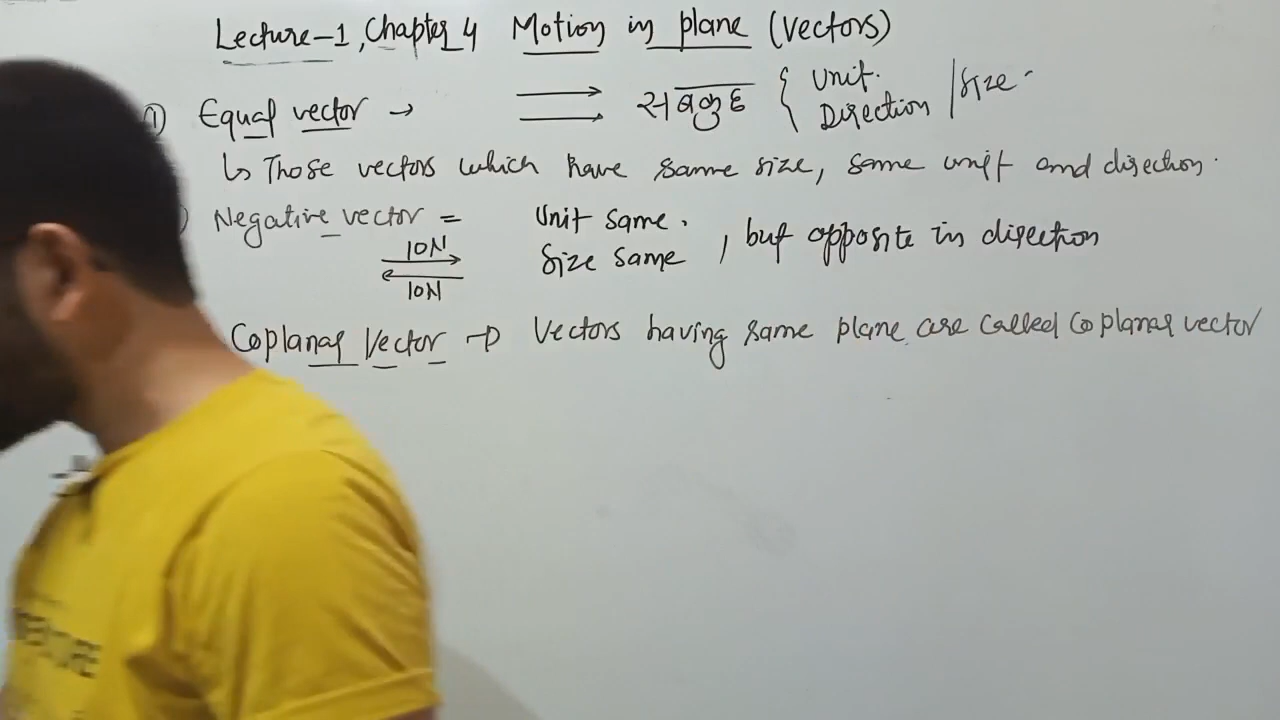 Lecture-1, Chapter 4 Motion in plane (vectors)
① Equal vector → { Unit. Direction / Size
↳ Those vectors which have same size, same unit and direction.
) Negative vector = Unit same. Size same , but opposite in direction
10N
10N
Coplanar Vector → Vectors having same plane are called Coplanar vector